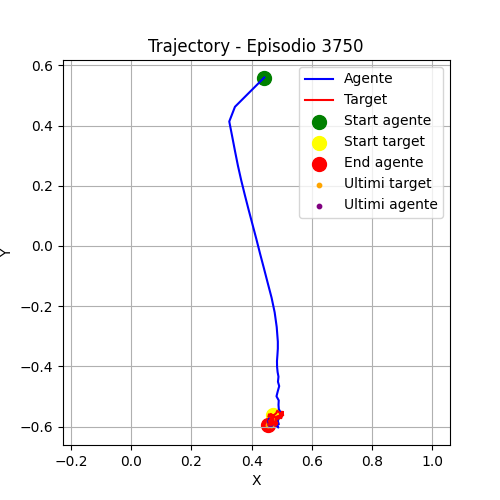 Trajectory - Episodio 3750
0.6
0.4
0.2
0.0
−0.2
−0.4
−0.6
Y
Agente
Target
Start agente
Start target
End agente
Ultimi target
Ultimi agente
−0.2
0.0
0.2
0.4
0.6
0.8
1.0
X